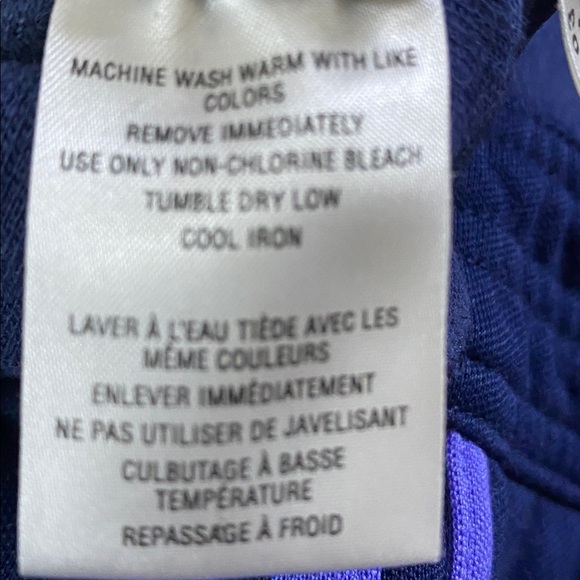 MACHINE WASH WARM WITH LIKE
COLORS
REMOVE IMMEDIATELY
USE ONLY NON-CHLORINE BLEACH
TUMBLE DRY LOW
COOL IRON
LAVER À L'EAU TIÈDE AVEC LES
MÊME COULEURS
ENLEVER IMMÉDIATEMENT
NE PAS UTILISER DE JAVELISANT
CULBUTAGE À BASSE
TEMPÉRATURE
REPASSAGE À FROID